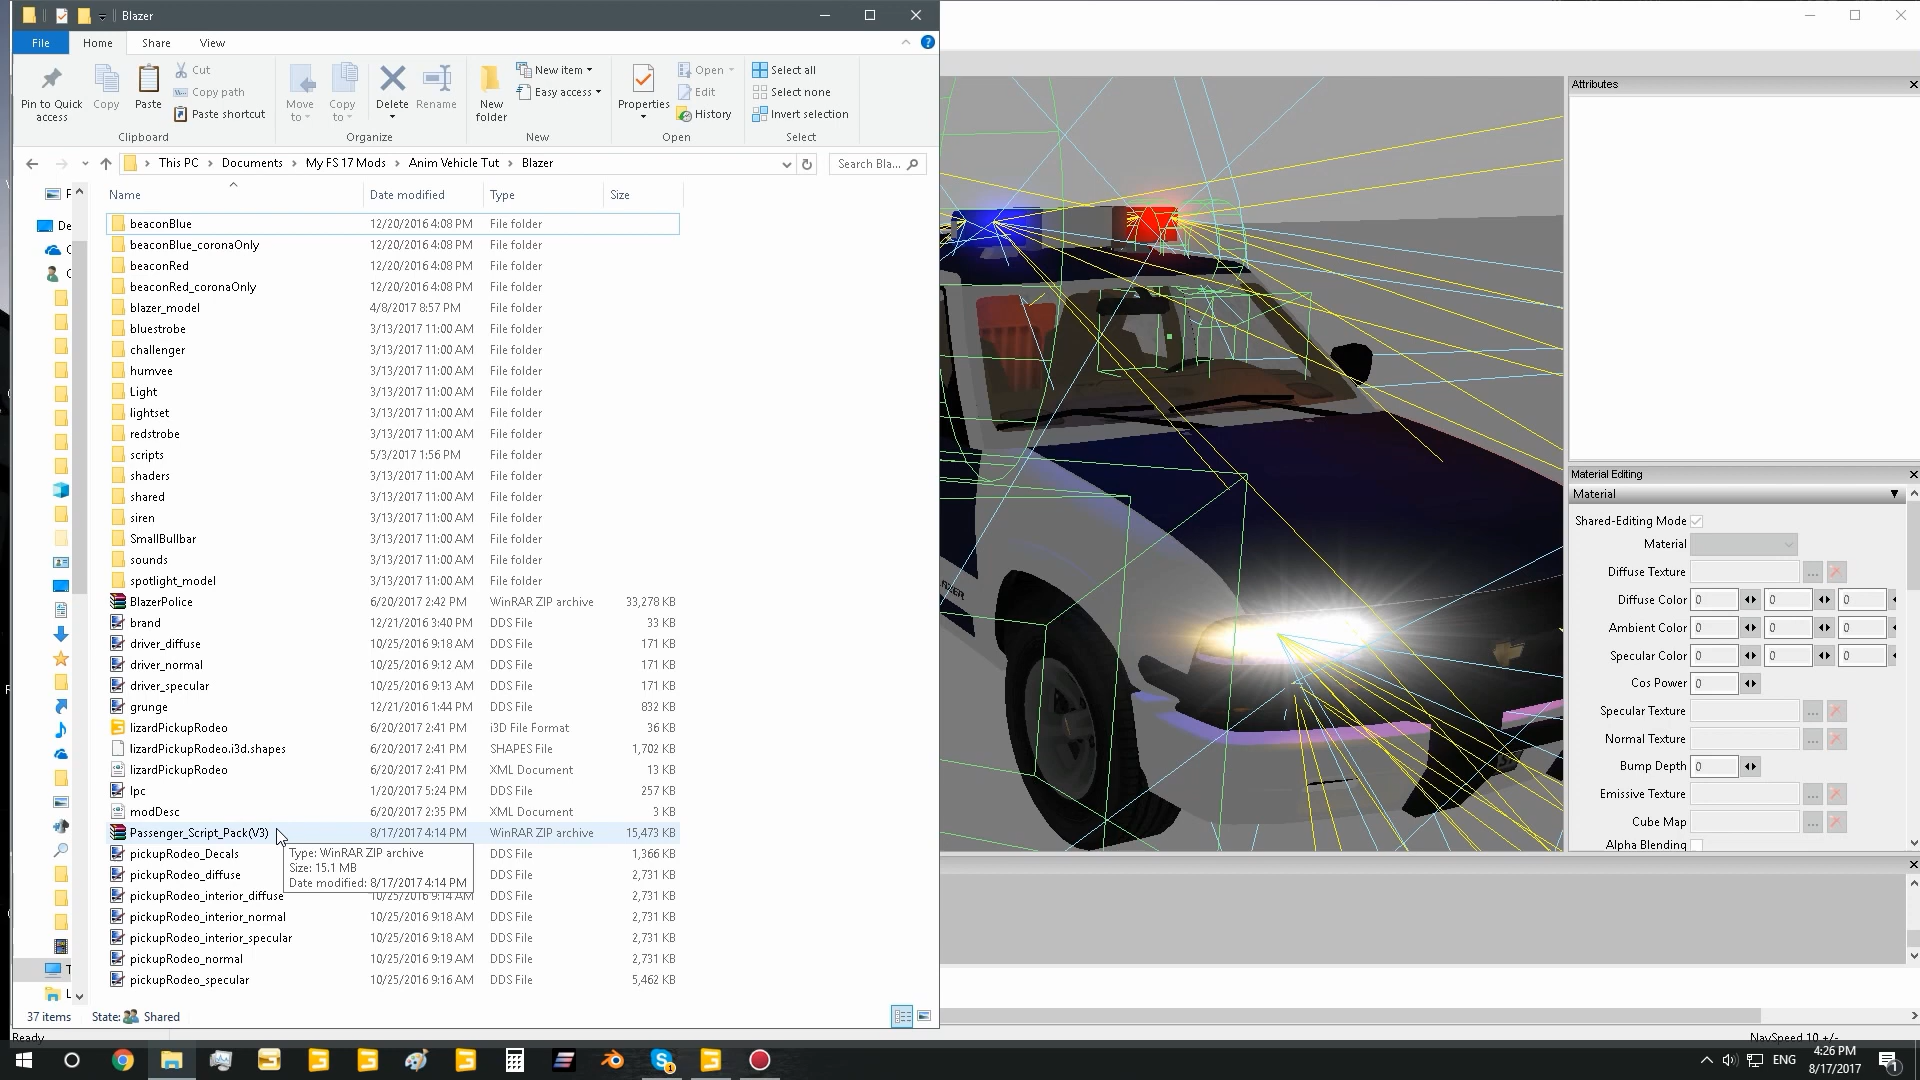 Blazer
File Home Share View
Pin to Quick access
Copy
Paste
Cut
Copy path
Paste shortcut
Clipboard
Move to
Copy to
Delete
Rename
Organize
New folder
New item
Easy access
New
Properties
Open
Edit
History
Open
Select all
Select none
Invert selection
Select
This PC Documents My FS 17 Mods Anim Vehicle Tut Blazer
Search Bla...
Name Date modified Type Size
beaconBlue 12/20/2016 4:08 PM File folder
beaconBlue_coronaOnly 12/20/2016 4:08 PM File folder
beaconRed 12/20/2016 4:08 PM File folder
beaconRed_coronaOnly 12/20/2016 4:08 PM File folder
blazer_model 4/8/2017 8:57 PM File folder
bluestrobe 3/13/2017 11:00 AM File folder
challenger 3/13/2017 11:00 AM File folder
humvee 3/13/2017 11:00 AM File folder
Light 3/13/2017 11:00 AM File folder
lightset 3/13/2017 11:00 AM File folder
redstrobe 3/13/2017 11:00 AM File folder
scripts 5/3/2017 1:56 PM File folder
shaders 3/13/2017 11:00 AM File folder
shared 3/13/2017 11:00 AM File folder
siren 3/13/2017 11:00 AM File folder
SmallBullbar 3/13/2017 11:00 AM File folder
sounds 3/13/2017 11:00 AM File folder
spotlight_model 3/13/2017 11:00 AM File folder
BlazerPolice 6/20/2017 2:42 PM WinRAR ZIP archive 33,278 KB
brand 12/21/2016 3:40 PM DDS File 33 KB
driver_diffuse 10/25/2016 9:18 AM DDS File 171 KB
driver_normal 10/25/2016 9:12 AM DDS File 171 KB
driver_specular 10/25/2016 9:13 AM DDS File 171 KB
grunge 12/21/2016 1:44 PM DDS File 832 KB
lizardPickupRodeo 6/20/2017 2:41 PM i3D File Format 36 KB
lizardPickupRodeo.i3d.shapes 6/20/2017 2:41 PM SHAPES File 1,702 KB
lizardPickupRodeo 6/20/2017 2:41 PM XML Document 13 KB
lpc 1/20/2017 5:24 PM DDS File 257 KB
modDesc 6/20/2017 2:35 PM XML Document 3 KB
Passenger_Script_Pack(V3) 8/17/2017 4:14 PM WinRAR ZIP archive 15,473 KB
pickupRodeo_Decals DDS File 1,366 KB
pickupRodeo_diffuse DDS File 2,731 KB
pickupRodeo_interior_diffuse 10/25/2016 9:14 AM DDS File 2,731 KB
pickupRodeo_interior_normal 10/25/2016 9:18 AM DDS File 2,731 KB
pickupRodeo_interior_specular 10/25/2016 9:18 AM DDS File 2,731 KB
pickupRodeo_normal 10/25/2016 9:19 AM DDS File 2,731 KB
pickupRodeo_specular 10/25/2016 9:16 AM DDS File 5,462 KB
Type: WinRAR ZIP archive
Size: 15.1 MB
Date modified: 8/17/2017 4:14 PM
37 items State: Shared
Ready
Attributes
Material Editing
Material
Shared-Editing Mode
Material
Diffuse Texture ...
Diffuse Color 0 0 0
Ambient Color 0 0 0
Specular Color 0 0 0
Cos Power 0
Specular Texture ...
Normal Texture ...
Bump Depth 0
Emissive Texture ...
Cube Map ...
Alpha Blending
NavSpeed 10 +/-
ENG
4:26 PM
8/17/2017
1